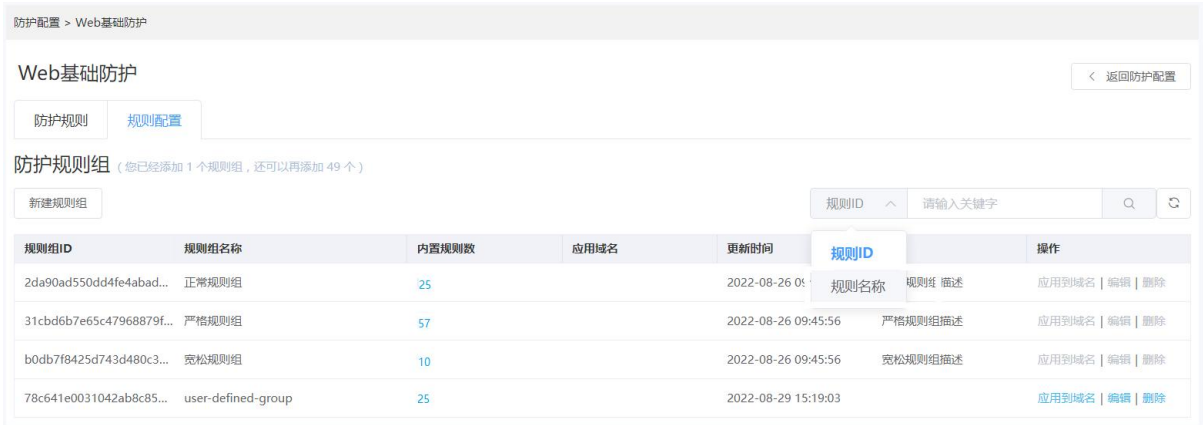 防护配置 > Web基础防护
Web基础防护
< 返回防护配置
防护规则 规则配置
防护规则组 (您已经添加 1 个规则组，还可以再添加 49 个)
新建规则组 规则ID 请输入关键字
规则组ID 规则组名称 内置规则数 应用域名 更新时间 操作
规则ID
规则名称
2da90ad550dd4fe4abad... 正常规则组 25 2022-08-26 09 规则组描述 应用到域名 | 编辑 | 删除
31cbd6b7e65c47968879f... 严格规则组 57 2022-08-26 09:45:56 严格规则组描述 应用到域名 | 编辑 | 删除
b0db7f8425d743d480c3... 宽松规则组 10 2022-08-26 09:45:56 宽松规则组描述 应用到域名 | 编辑 | 删除
78c641e0031042ab8c85... user-defined-group 25 2022-08-29 15:19:03 应用到域名 | 编辑 | 删除